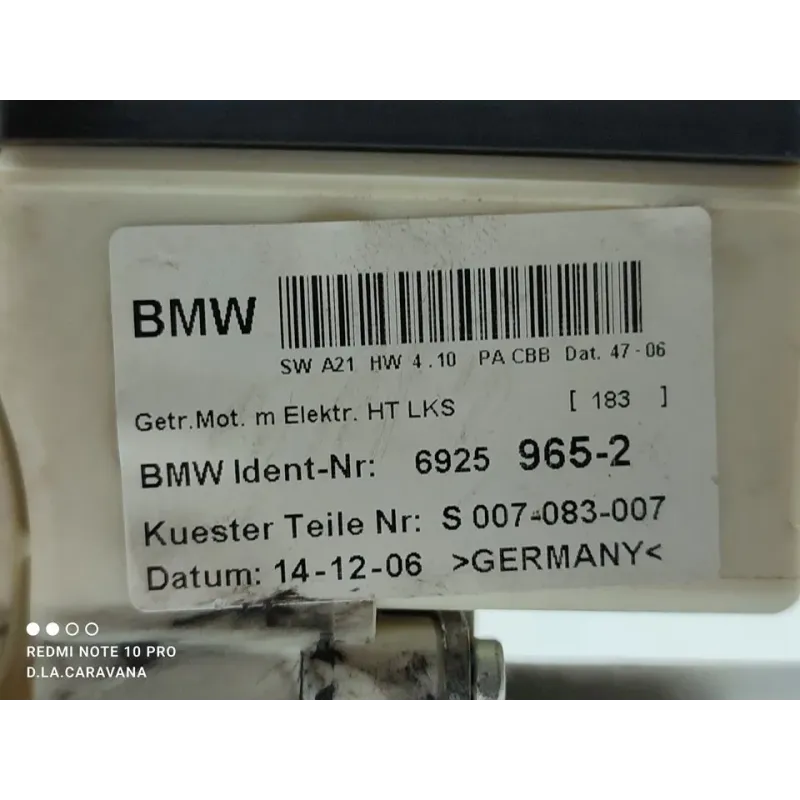 BMW
SW A21 HW 4.10 PA CBB Dat. 47-06
Getr.Mot. m Elektr. HT LKS [ 183 ]
BMW Ident-Nr: 6925 965-2
Kuester Teile Nr: S 007-083-007
Datum: 14-12-06 >GERMANY<
REDMI NOTE 10 PRO
D.LA.CARAVANA